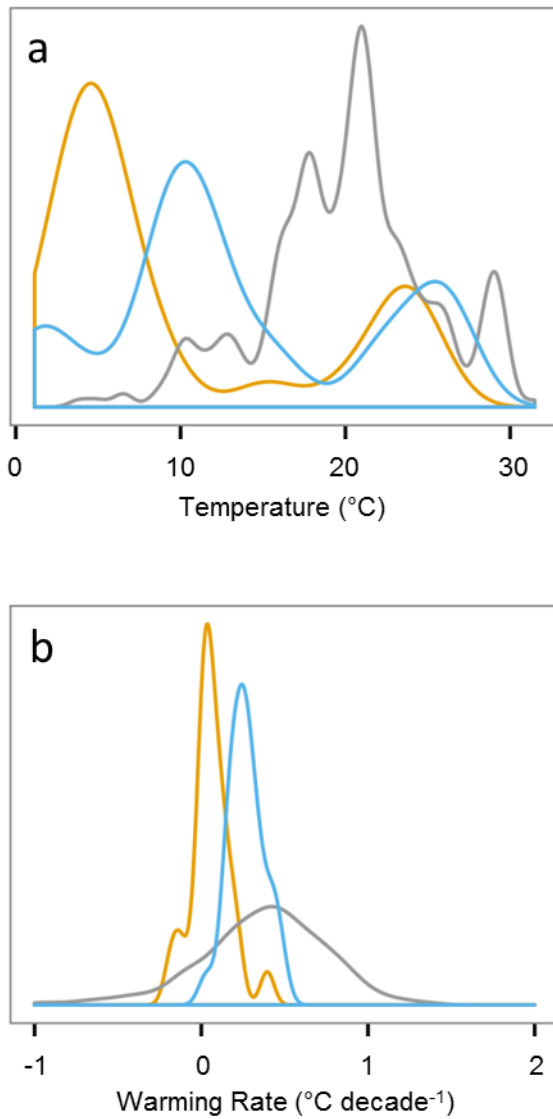 a
0 10 20 30
Temperature (°C)
b
-1 0 1 2
Warming Rate (°C decade⁻¹)